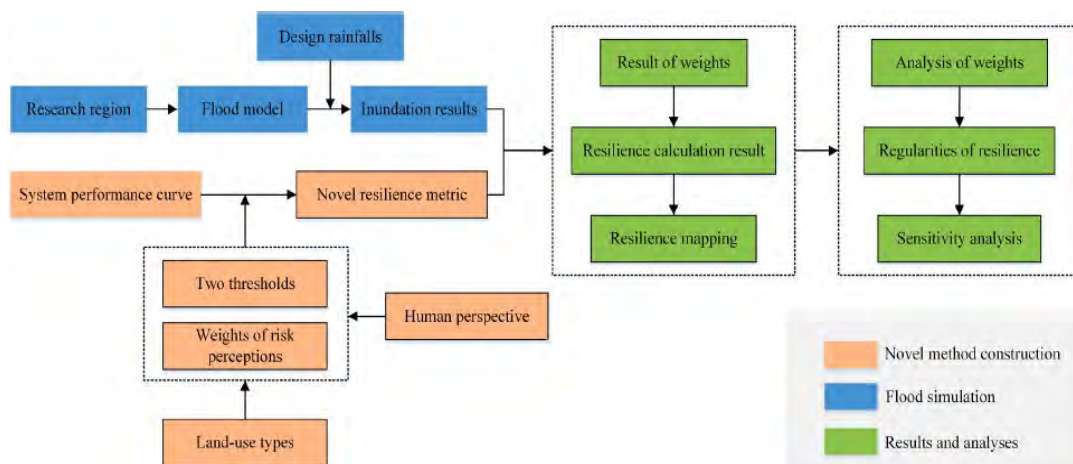 Design rainfalls
Research region
Flood model
Inundation results
System performance curve
Novel resilience metric
Two thresholds
Weights of risk
perceptions
Human perspective
Land-use types
Result of weights
Resilience calculation result
Resilience mapping
Analysis of weights
Regularities of resilience
Sensitivity analysis
Novel method construction
Flood simulation
Results and analyses